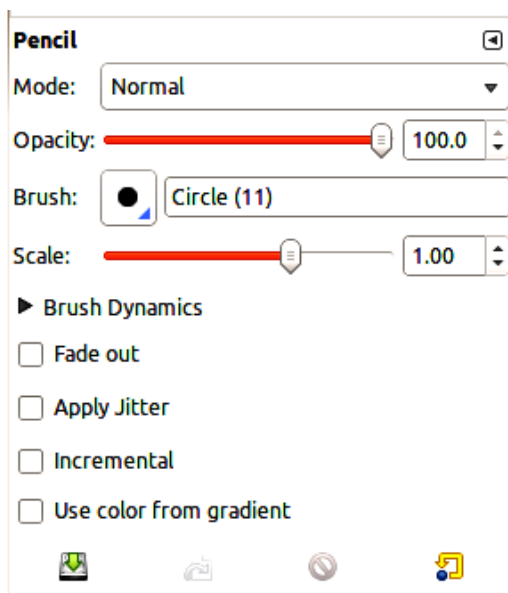 Pencil
Mode: Normal
Opacity: 100.0
Brush: Circle (11)
Scale: 1.00
Brush Dynamics
Fade out
Apply Jitter
Incremental
Use color from gradient